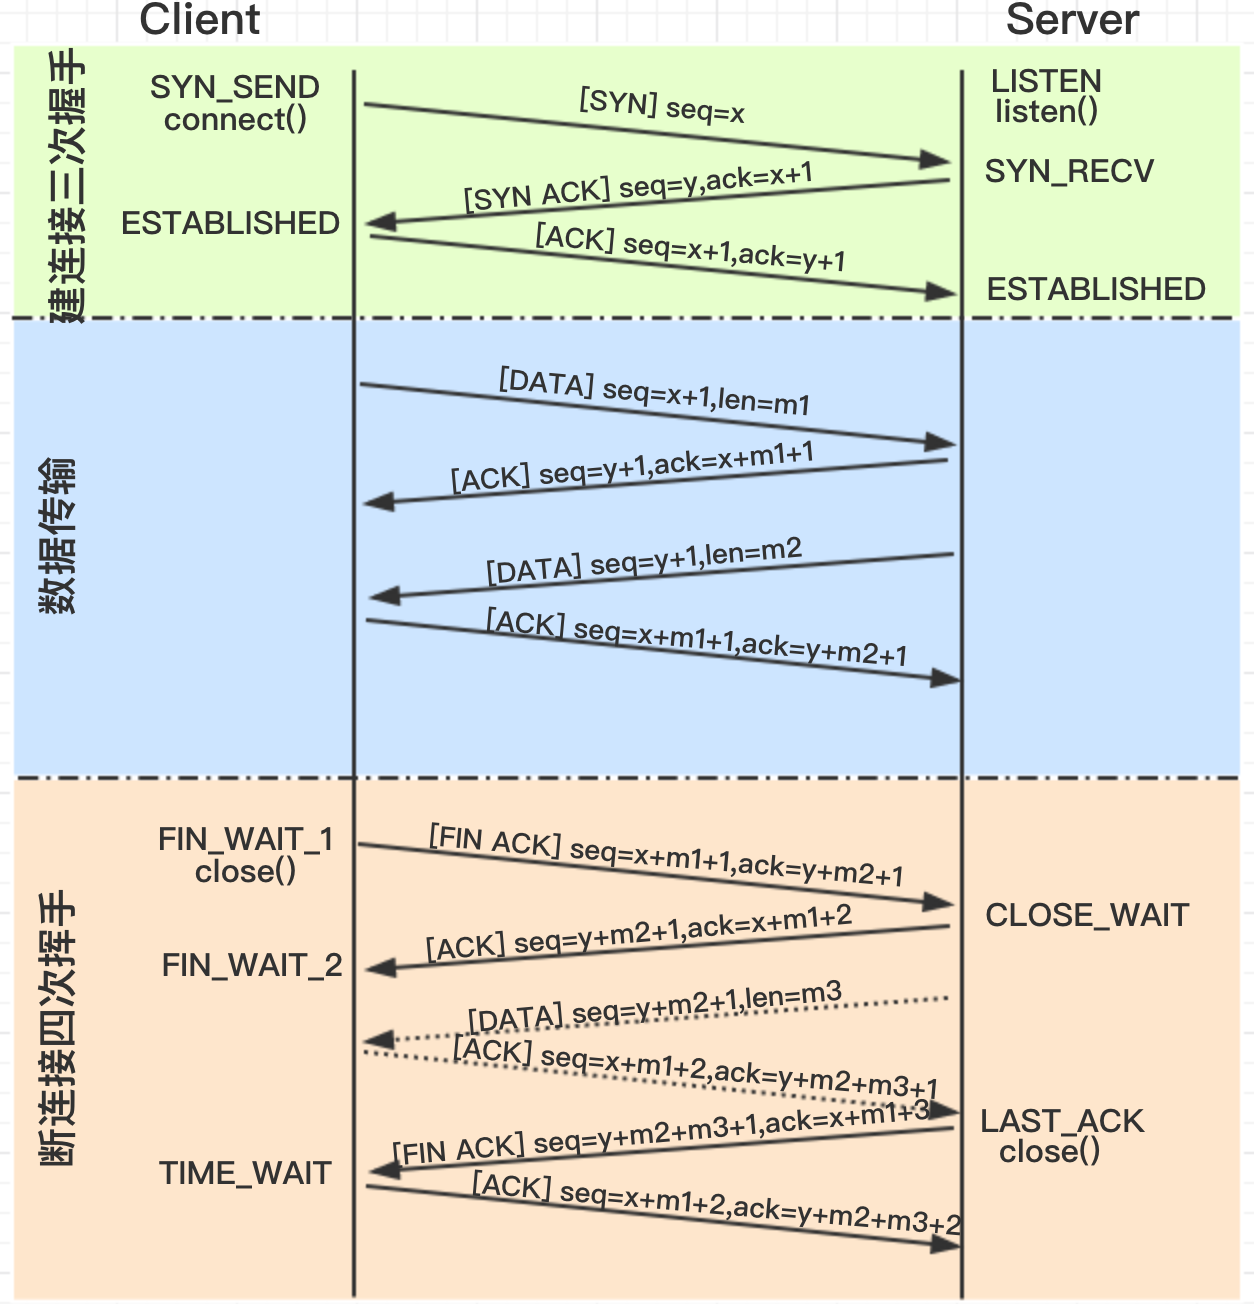 Client
Server
建连接三次握手
SYN_SEND
connect()
LISTEN
listen()
[SYN] seq=x
SYN_RECV
[SYN ACK] seq=y,ack=x+1
ESTABLISHED
[ACK] seq=x+1,ack=y+1
ESTABLISHED
数据传输
[DATA] seq=x+1,len=m1
[ACK] seq=y+1,ack=x+m1+1
[DATA] seq=y+1,len=m2
[ACK] seq=x+m1+1,ack=y+m2+1
断连接四次挥手
FIN_WAIT_1
close()
[FIN ACK] seq=x+m1+1,ack=y+m2+1
CLOSE_WAIT
[ACK] seq=y+m2+1,ack=x+m1+2
FIN_WAIT_2
[DATA] seq=y+m2+1,len=m3
[ACK] seq=x+m1+2,ack=y+m2+m3+1
LAST_ACK
close()
[FIN ACK] seq=y+m2+m3+1,ack=x+m1+3
TIME_WAIT
[ACK] seq=x+m1+2,ack=y+m2+m3+2